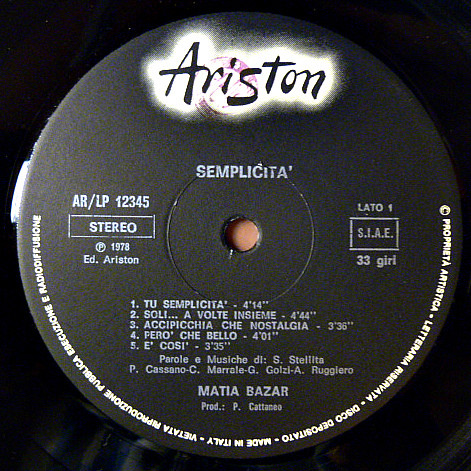 Ariston
SEMPLICITA'
AR/LP 12345
STEREO
℗ 1978
Ed. Ariston
LATO 1
S.I.A.E.
33 giri
1. TU SEMPLICITA' - 4'14"
2. SOLI... A VOLTE INSIEME - 4'44"
3. ACCIPICCHIA CHE NOSTALGIA - 3'36"
4. PERO' CHE BELLO - 4'01"
5. E' COSI' - 3'35"
Parole e Musiche di: S. Stellita
P. Cassano-C. Marrale-G. Golzi-A. Ruggiero
MATIA BAZAR
Prod.: P. Cattaneo
© PROPRIETÀ ARTISTICA - LETTERARIA RISERVATA - DISCO DEPOSITATO - MADE IN ITALY - VIETATA RIPRODUZIONE PUBBLICA ESECUZIONE E RADIODIFFUSIONE